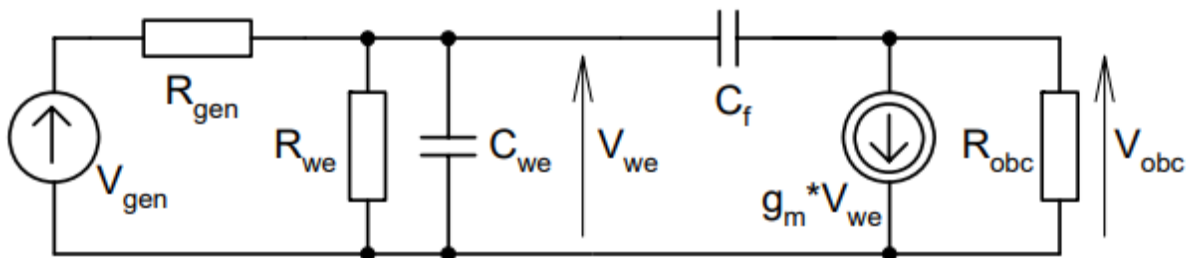 R_gen
C_f
R_we
C_we
V_we
R_obc
V_obc
V_gen
g_m*V_we